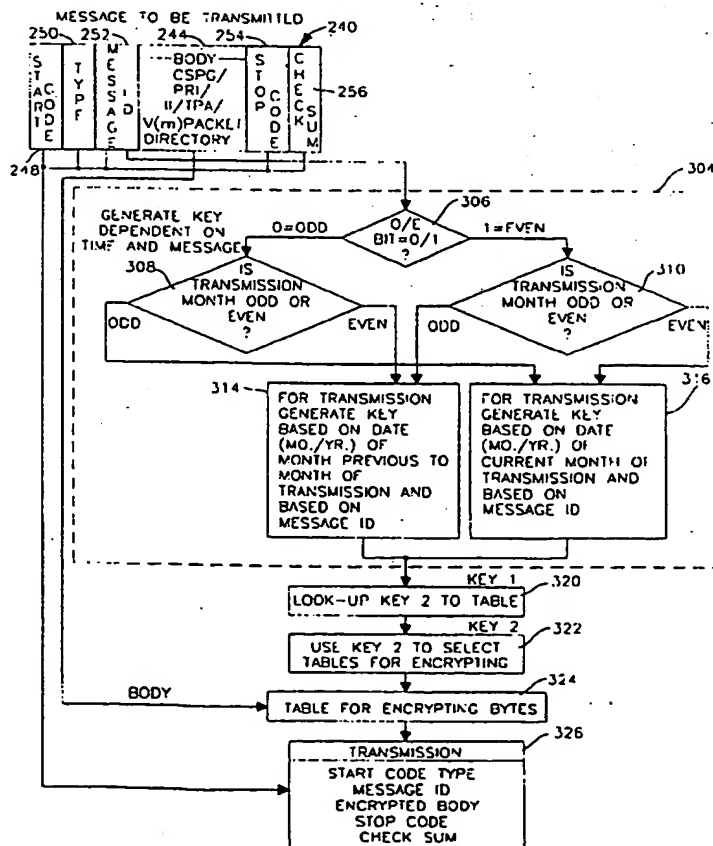 MESSAGE TO BE TRANSMITTED
250
252
244
254
240
START CODE
TYPE
MESSAGE ID
BODY
CSPG/
PRI/
II/TPA/
V(m)PACKET
DIRECTORY
STOP CODE
CHECK SUM
256
248
304
GENERATE KEY
DEPENDENT ON
TIME AND MESSAGE
0=ODD
O/E
BIT=0/1
?
306
1=EVEN
308
IS
TRANSMISSION
MONTH ODD OR
EVEN
?
ODD
EVEN
IS
TRANSMISSION
MONTH ODD OR
EVEN
?
310
ODD
EVEN
314
FOR TRANSMISSION
GENERATE KEY
BASED ON DATE
(MO./YR.) OF
MONTH PREVIOUS TO
MONTH OF
TRANSMISSION AND
BASED ON
MESSAGE ID
316
FOR TRANSMISSION
GENERATE KEY
BASED ON DATE
(MO./YR.) OF
CURRENT MONTH OF
TRANSMISSION AND
BASED ON
MESSAGE ID
KEY 1
320
LOOK-UP KEY 2 TO TABLE
KEY 2
322
USE KEY 2 TO SELECT
TABLES FOR ENCRYPTING
BODY
324
TABLE FOR ENCRYPTING BYTES
326
TRANSMISSION
START CODE TYPE
MESSAGE ID
ENCRYPTED BODY
STOP CODE
CHECK SUM